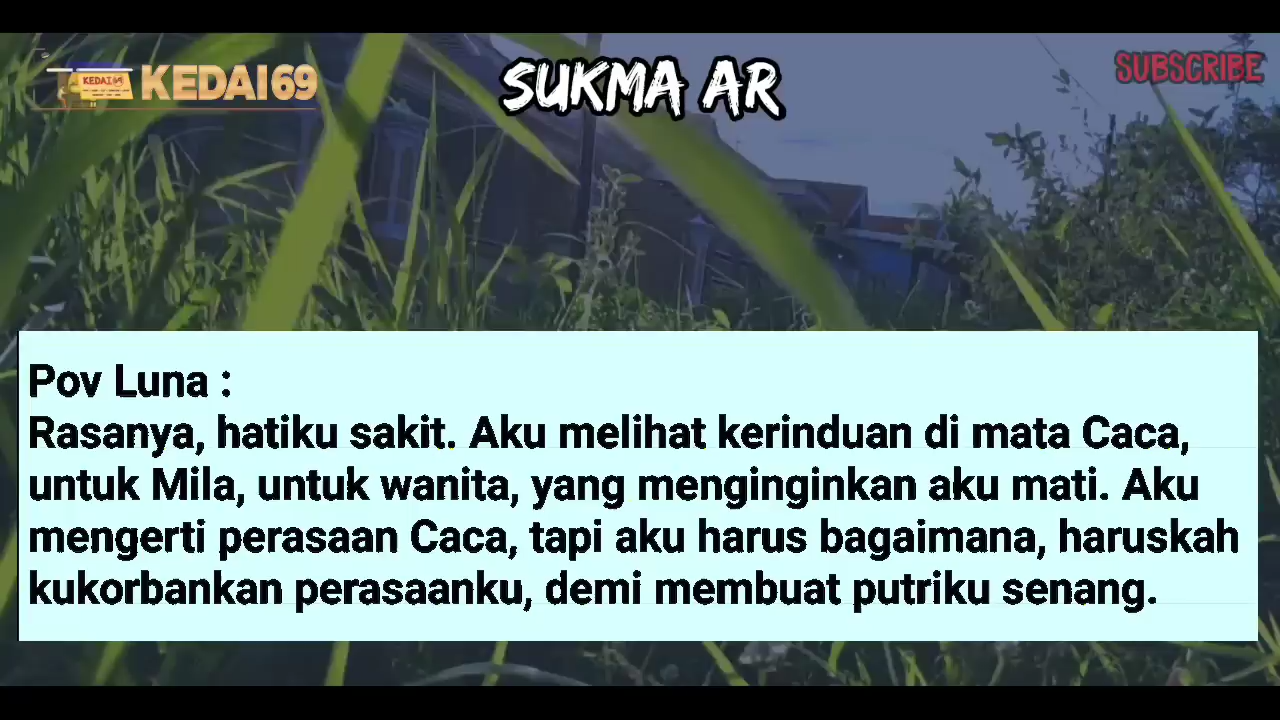 KEDAI69
KEDAI69
SUKMA AR
SUBSCRIBE
Pov Luna :
Rasanya, hatiku sakit. Aku melihat kerinduan di mata Caca,
untuk Mila, untuk wanita, yang menginginkan aku mati. Aku
mengerti perasaan Caca, tapi aku harus bagaimana, haruskah
kukorbankan perasaanku, demi membuat putriku senang.